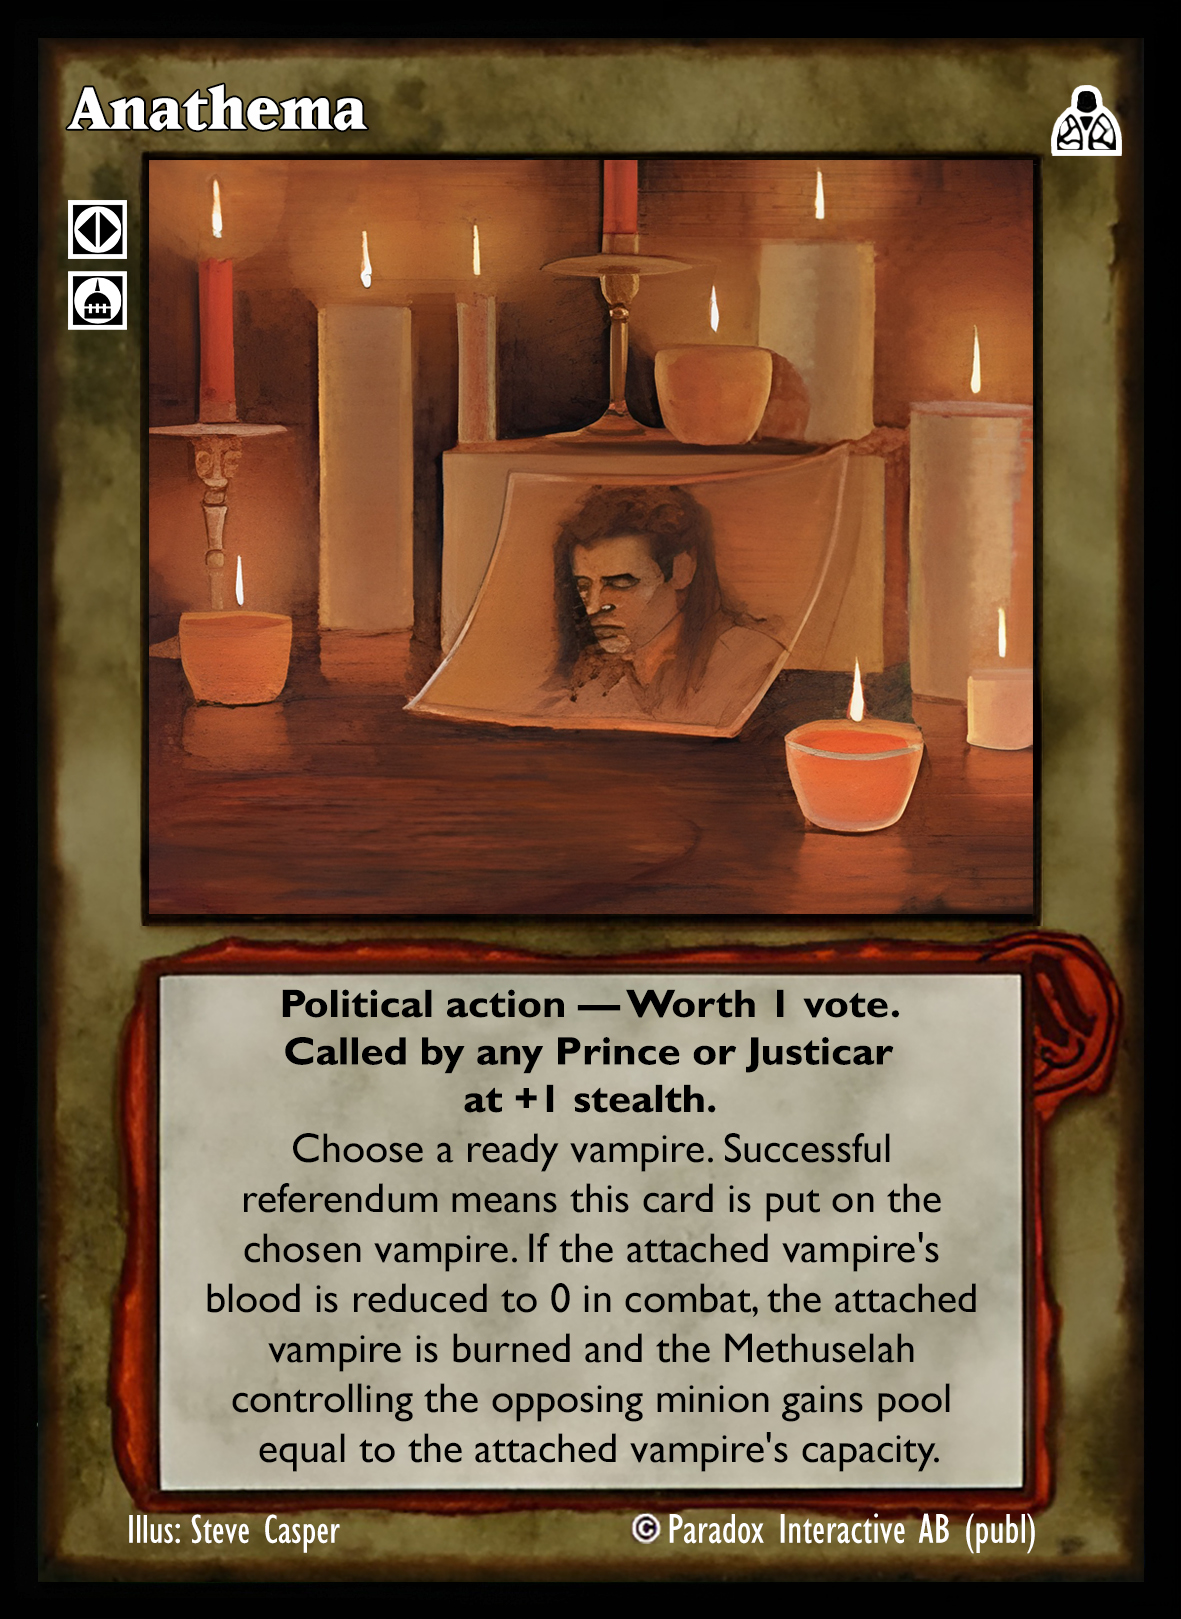 Anathema
Political action — Worth 1 vote.
Called by any Prince or Justicar
at +1 stealth.
Choose a ready vampire. Successful
referendum means this card is put on the
chosen vampire. If the attached vampire's
blood is reduced to 0 in combat, the attached
vampire is burned and the Methuselah
controlling the opposing minion gains pool
equal to the attached vampire's capacity.
Illus: Steve Casper
© Paradox Interactive AB (publ)